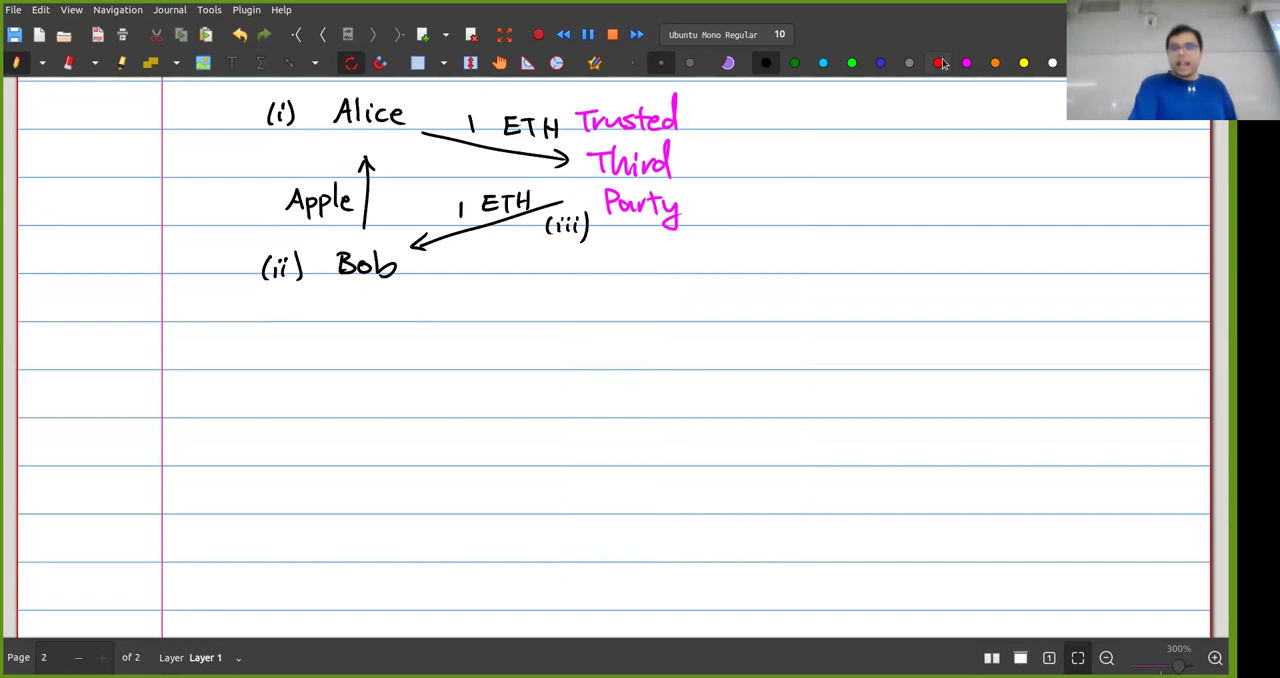 File Edit View Navigation Journal Tools Plugin Help
Ubuntu Mono Regular 10
(i) Alice 1 ETH Trusted
Third
Apple 1 ETH Party
(iii)
(ii) Bob
Page 2 of 2 Layer Layer 1 300%